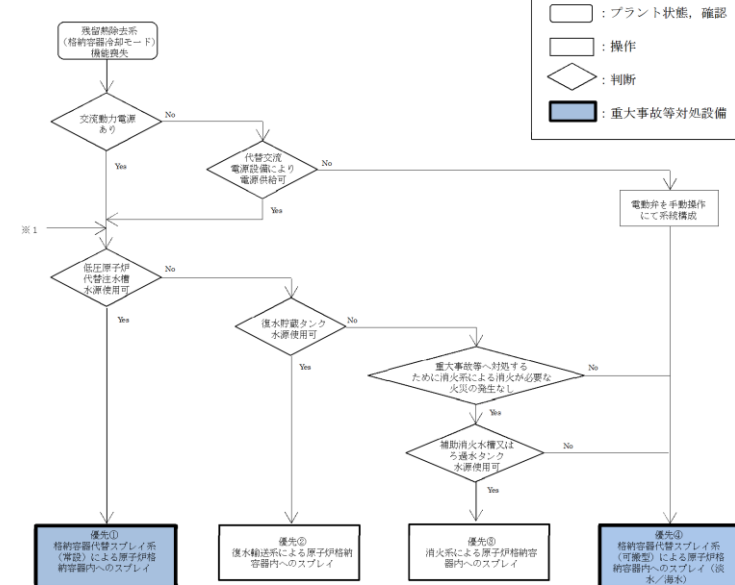 ：プラント状態，確認
：操作
：判断
：重大事故等対処設備
残留熱除去系
（格納容器冷却モード）
機能喪失
交流動力電源
あり
No
Yes
代替交流
電源設備により
電源供給可
No
Yes
電動弁を手動操作
にて系統構成
※１
低圧原子炉
代替注水槽
水源使用可
No
Yes
復水貯蔵タンク
水源使用可
No
Yes
重大事故等へ対処する
ために消火系による消火が必要な
火災の発生なし
No
Yes
補助消火水槽又は
ろ過水タンク
水源使用可
No
Yes
優先①
格納容器代替スプレイ系
（常設）による原子炉格
納容器内へのスプレイ
優先②
復水輸送系による原子炉格納
容器内へのスプレイ
優先③
消火系による原子炉格納容
器内へのスプレイ
優先④
格納容器代替スプレイ系
（可搬型）による原子炉格
納容器内へのスプレイ（淡
水／海水）